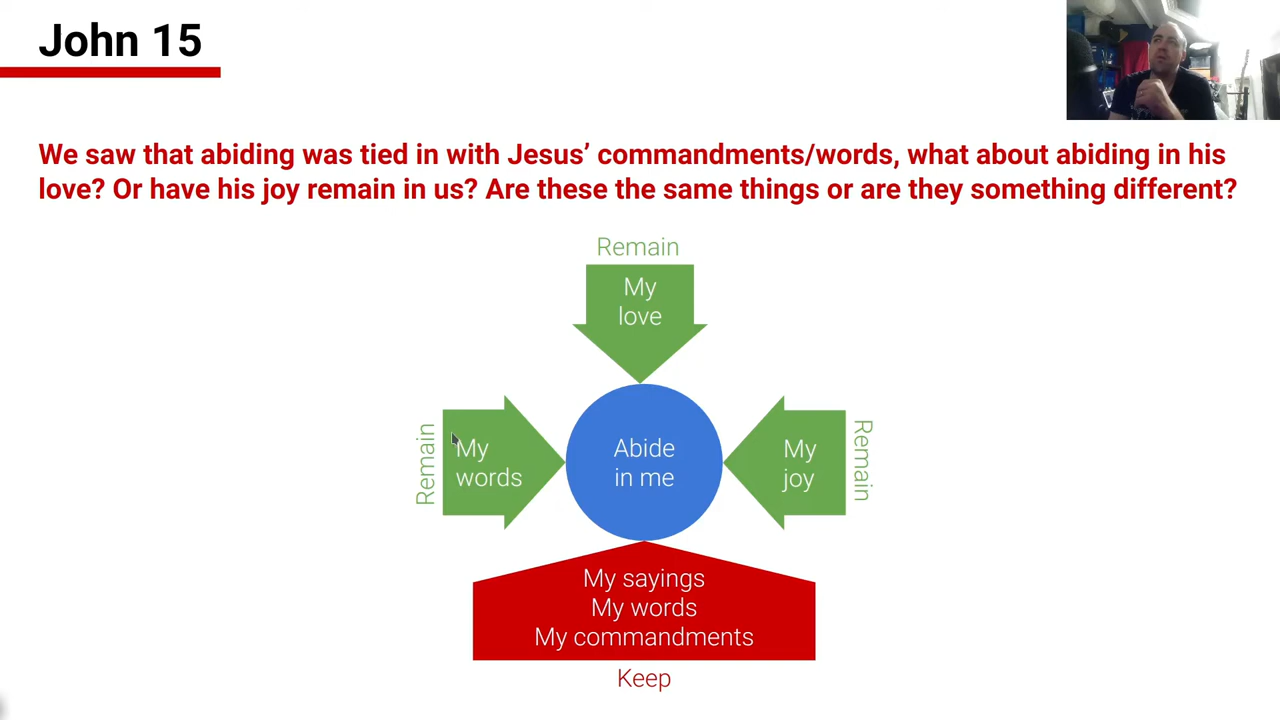 John 15
We saw that abiding was tied in with Jesus’ commandments/words, what about abiding in his
love? Or have his joy remain in us? Are these the same things or are they something different?
Remain
My
love
Remain
My
words
Abide
in me
My
joy
Remain
My sayings
My words
My commandments
Keep